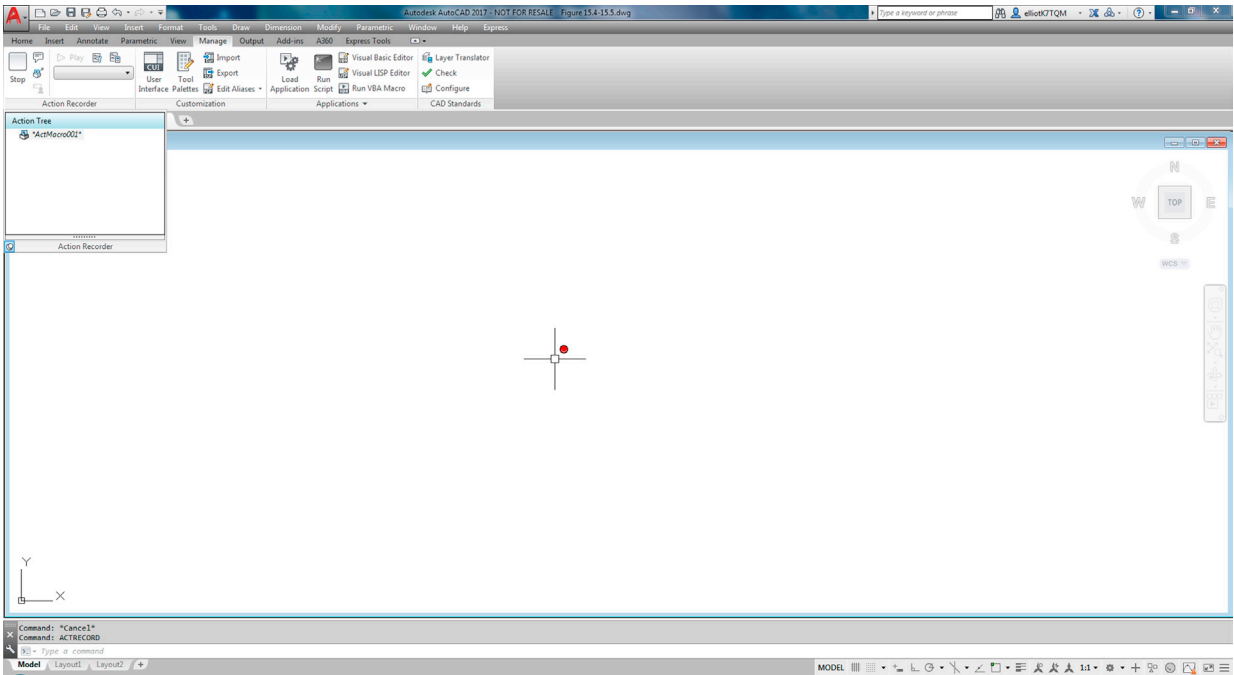 Autodesk AutoCAD 2017 - NOT FOR RESALE Figure 15.4-15.5.dwg
Type a keyword or phrase
elliotK7TQM
File Edit View Insert Format Tools Draw Dimension Modify Parametric Window Help Express
Home Insert Annotate Parametric View Manage Output Add-ins A360 Express Tools
Play
Import
Visual Basic Editor
Layer Translator
CUI
Export
Visual LISP Editor
Check
Stop
User Interface
Tool Palettes
Edit Aliases
Load Application
Run Script
Run VBA Macro
Configure
Action Recorder
Customization
Applications
CAD Standards
Action Tree
*ActMacro001*
Action Recorder
N
W
TOP
E
S
WCS
Y
X
Command: *Cancel*
Command: ACTRECORD
Type a command
Model Layout1 Layout2 +
MODEL
1:1